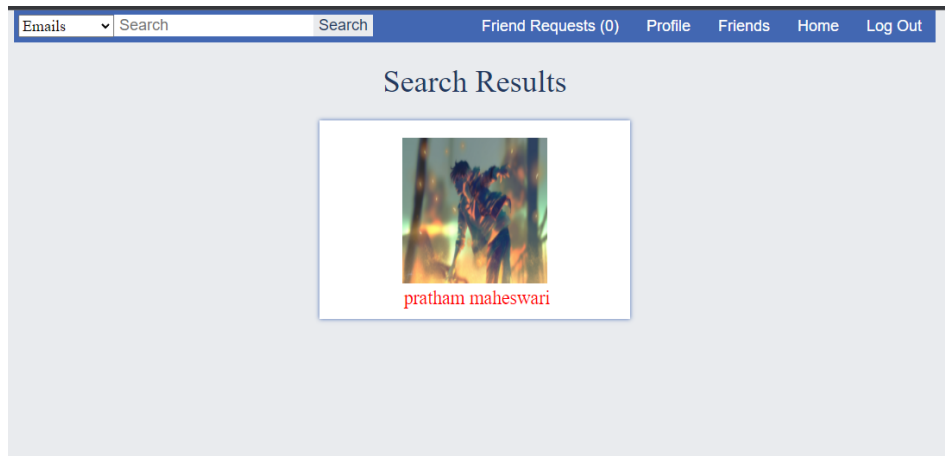 Emails Search Search Friend Requests (0) Profile Friends Home Log Out
Search Results
pratham maheswari